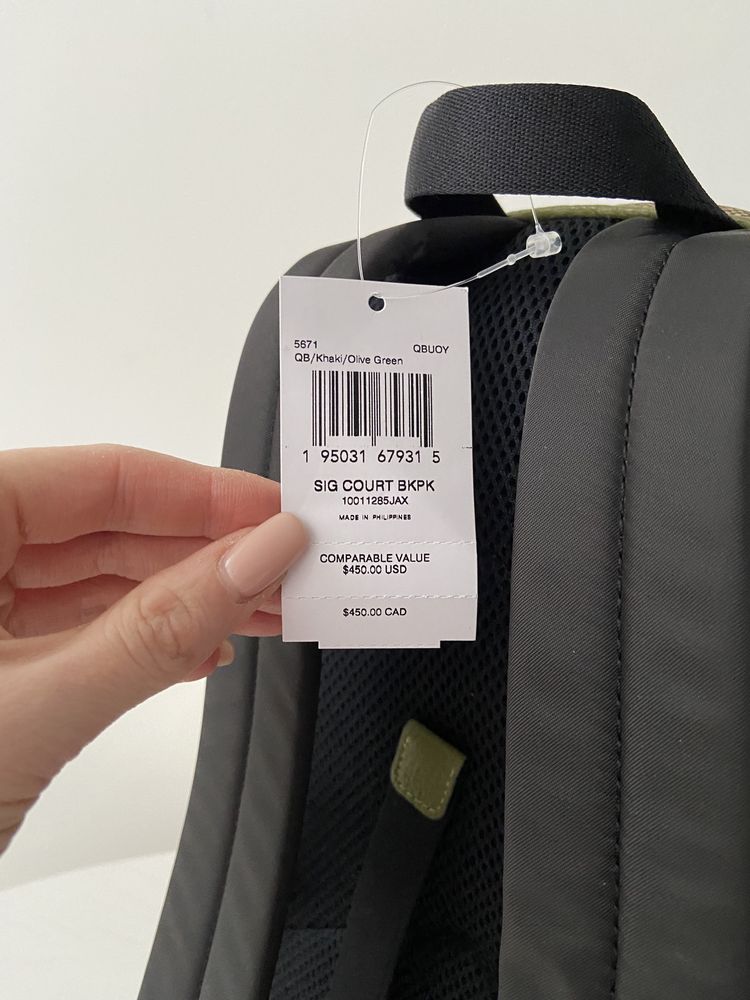 5671 QBUOY
QB/Khaki/Olive Green
1 95031 67931 5
SIG COURT BKPK
10011285JAX
MADE IN PHILIPPINES
COMPARABLE VALUE
$450.00 USD
$450.00 CAD